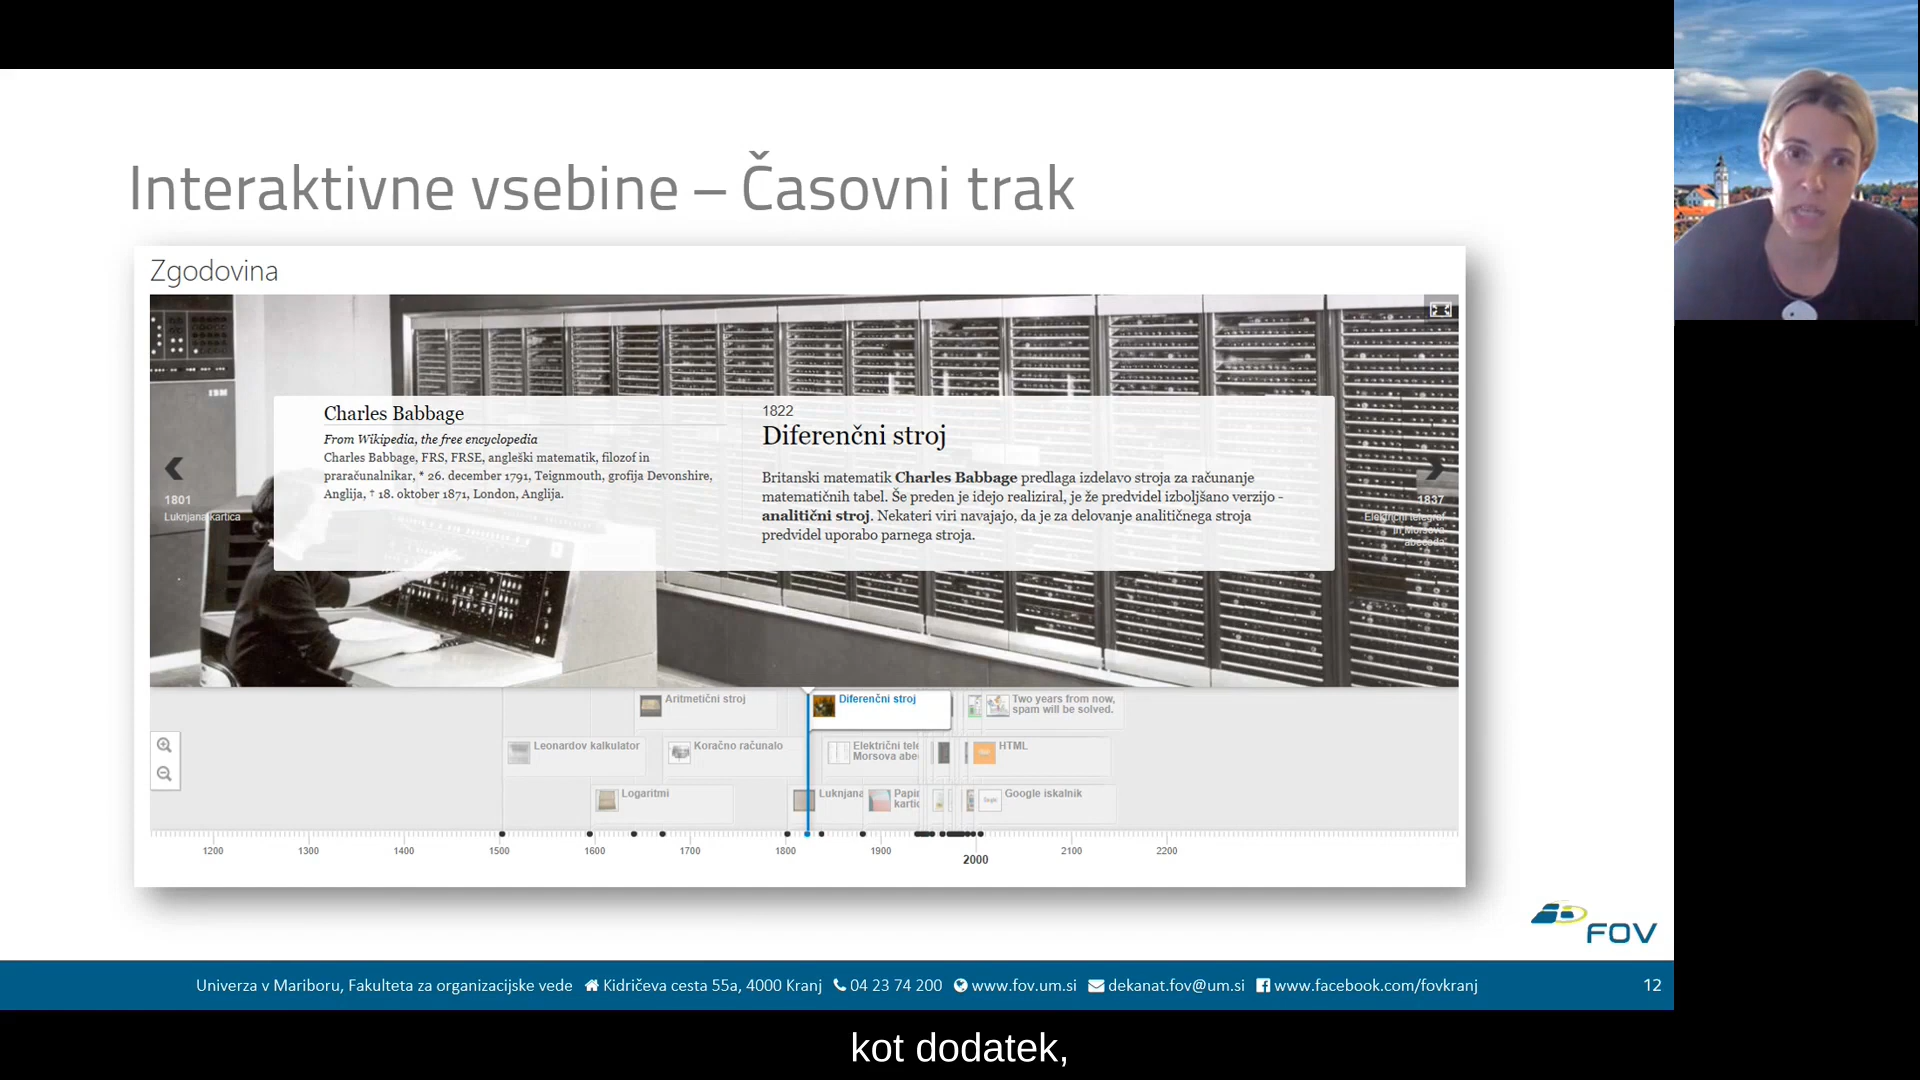 Interaktivne vsebine – Časovni trak
Zgodovina
IBM
Charles Babbage
From Wikipedia, the free encyclopedia
Charles Babbage, FRS, FRSE, angleški matematik, filozof in
praračunalnikar, * 26. december 1791, Teignmouth, grofija Devonshire,
Anglija, † 18. oktober 1871, London, Anglija.
1822
Diferenčni stroj
Britanski matematik Charles Babbage predlaga izdelavo stroja za računanje
matematičnih tabel. Še preden je idejo realiziral, je že predvidel izboljšano verzijo -
analitični stroj. Nekateri viri navajajo, da je za delovanje analitičnega stroja
predvidel uporabo parnega stroja.
1801
Luknjana kartica
1837
Električni telegraf
in Morsova
abeceda
Aritmetični stroj
Diferenčni stroj
Two years from now,
spam will be solved.
Leonardov kalkulator
Koračno računalo
Električni tele
Morsova abe
HTML
Logaritmi
Luknjana
Papir
kartic
Google iskalnik
1200 1300 1400 1500 1600 1700 1800 1900 2000 2100 2200
FOV
Univerza v Mariboru, Fakulteta za organizacijske vede Kidričeva cesta 55a, 4000 Kranj 04 23 74 200 www.fov.um.si dekanat.fov@um.si www.facebook.com/fovkranj 12
kot dodatek,